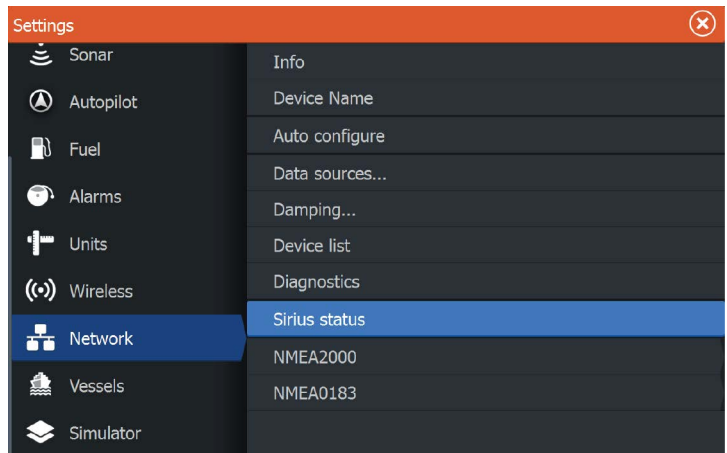 Settings
Sonar
Autopilot
Fuel
Alarms
Units
Wireless
Network
Vessels
Simulator
Info
Device Name
Auto configure
Data sources...
Damping...
Device list
Diagnostics
Sirius status
NMEA2000
NMEA0183